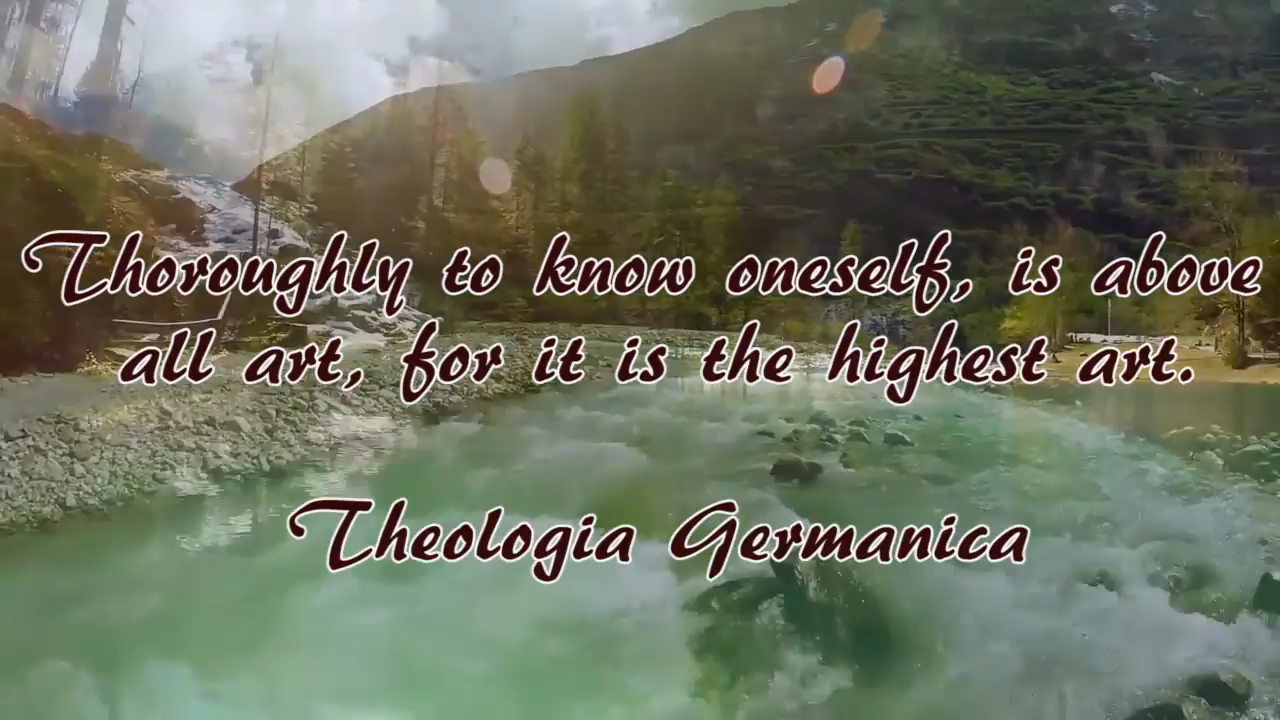 Thoroughly to know oneself, is above
all art, for it is the highest art.
Theologia Germanica